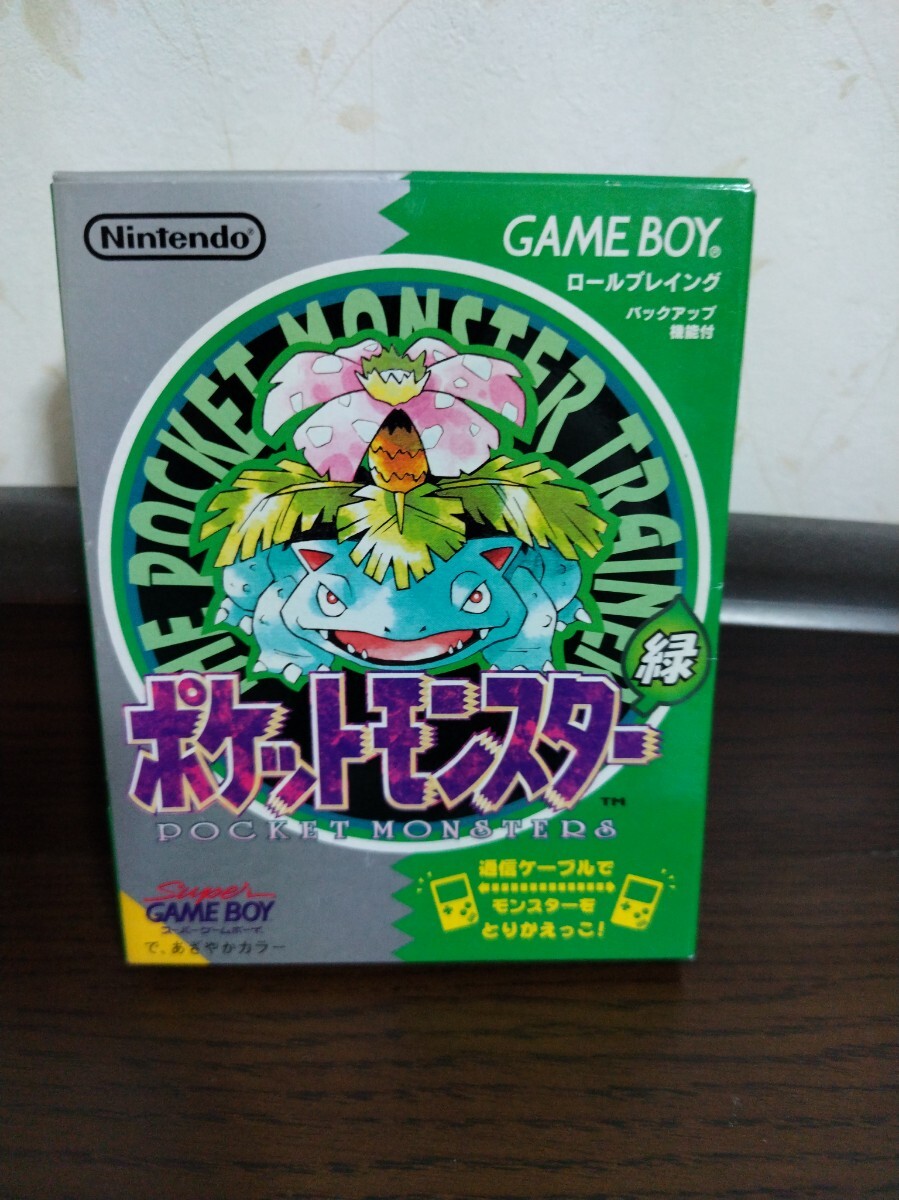 Nintendo®
GAME BOY®
ロールプレイング
バックアップ
機能付
THE POCKET MONSTER TRAINER
緑
ポケットモンスター
TM
POCKET MONSTERS
Super
GAME BOY
スーパーゲームボーイ
で、あざやかカラー
通信ケーブルで
モンスターを
とりかえっこ!